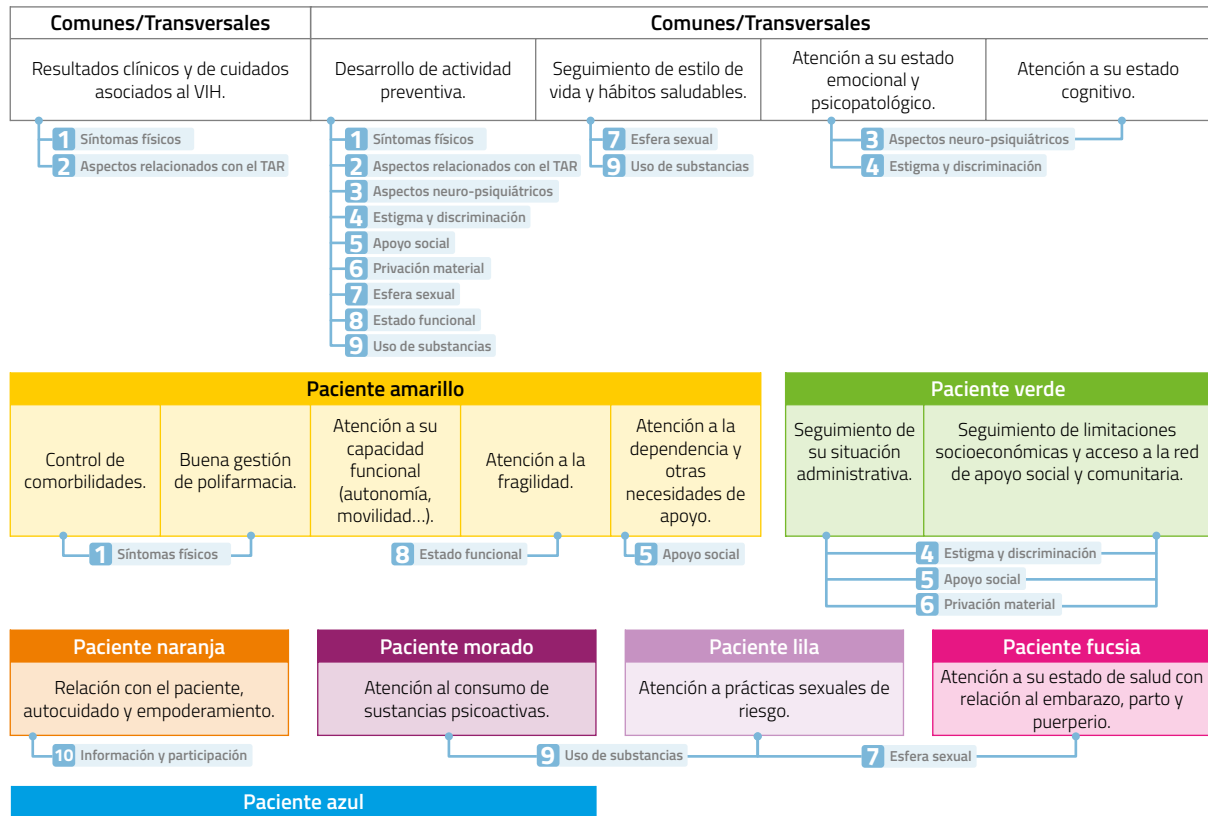 Comunes/Transversales
Comunes/Transversales
Resultados clínicos y de cuidados
asociados al VIH.
Desarrollo de actividad
preventiva.
Seguimiento de estilo de
vida y hábitos saludables.
Atención a su estado
emocional y
psicopatológico.
Atención a su estado
cognitivo.
1 Síntomas físicos
2 Aspectos relacionados con el TAR
1 Síntomas físicos
2 Aspectos relacionados con el TAR
3 Aspectos neuro-psiquiátricos
4 Estigma y discriminación
5 Apoyo social
6 Privación material
7 Esfera sexual
8 Estado funcional
9 Uso de substancias
7 Esfera sexual
9 Uso de substancias
3 Aspectos neuro-psiquiátricos
4 Estigma y discriminación
Paciente amarillo
Control de
comorbilidades.
Buena gestión
de polifarmacia.
Atención a su
capacidad
funcional
(autonomía,
movilidad...).
Atención a la
fragilidad.
Atención a la
dependencia y
otras
necesidades de
apoyo.
1 Síntomas físicos
8 Estado funcional
5 Apoyo social
Paciente verde
Seguimiento de
su situación
administrativa.
Seguimiento de limitaciones
socioeconómicas y acceso a la red
de apoyo social y comunitaria.
4 Estigma y discriminación
5 Apoyo social
6 Privación material
Paciente naranja
Relación con el paciente,
autocuidado y empoderamiento.
10 Información y participación
Paciente morado
Atención al consumo de
sustancias psicoactivas.
Paciente lila
Atención a prácticas sexuales de
riesgo.
Paciente fucsia
Atención a su estado de salud con
relación al embarazo, parto y
puerperio.
9 Uso de substancias
7 Esfera sexual
Paciente azul